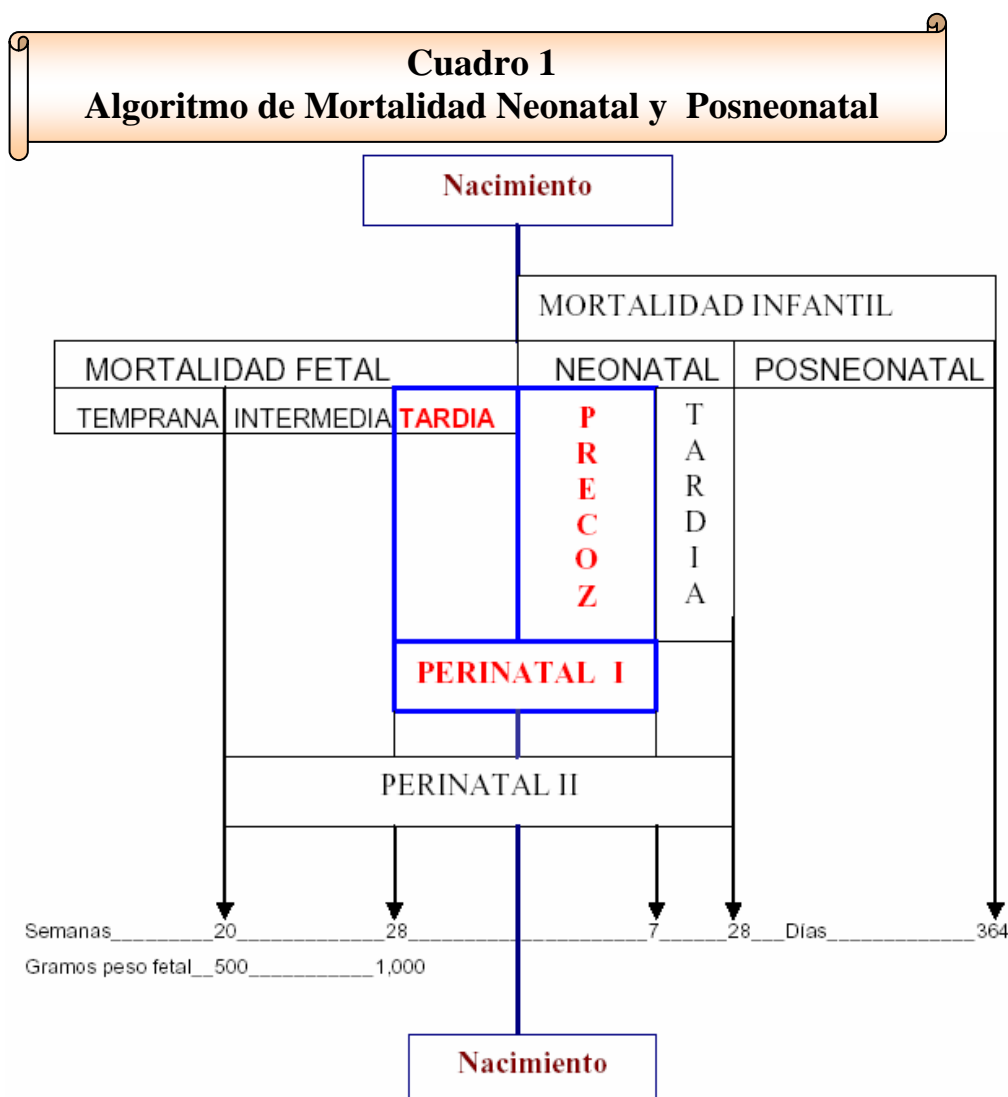 Cuadro 1
Algoritmo de Mortalidad Neonatal y Posneonatal
Nacimiento
MORTALIDAD INFANTIL
MORTALIDAD FETAL NEONATAL POSNEONATAL
TEMPRANA INTERMEDIA TARDIA
PRECOZ
TARDIA
PERINATAL I
PERINATAL II
Semanas_________20____________28_____________________7______28___Días_____________364
Gramos peso fetal__500___________1,000
Nacimiento